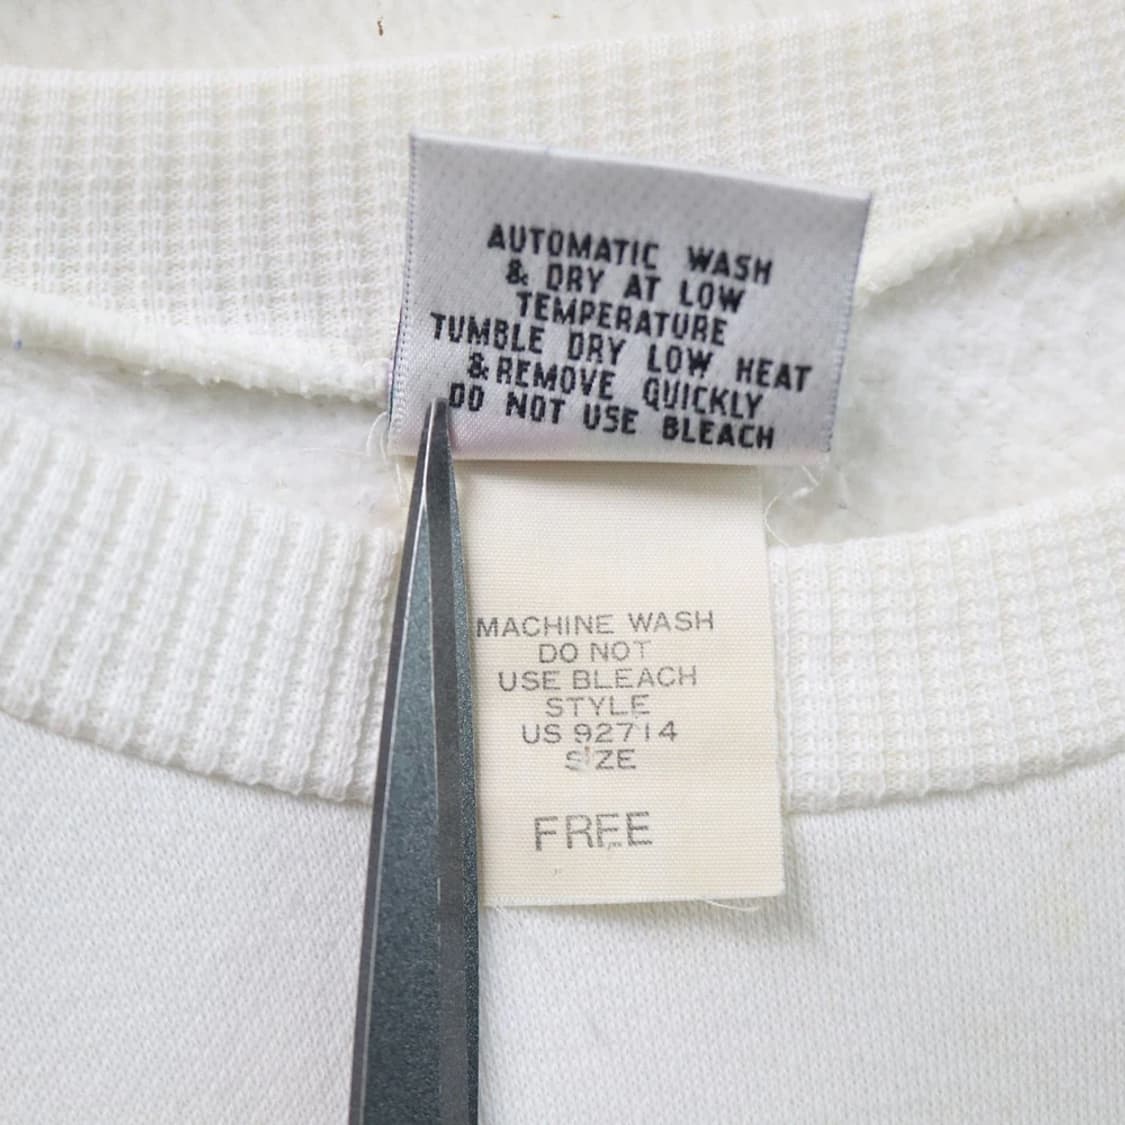 AUTOMATIC WASH
& DRY AT LOW
TEMPERATURE
TUMBLE DRY LOW HEAT
& REMOVE QUICKLY
DO NOT USE BLEACH
MACHINE WASH
DO NOT
USE BLEACH
STYLE
US 92714
SIZE
FREE